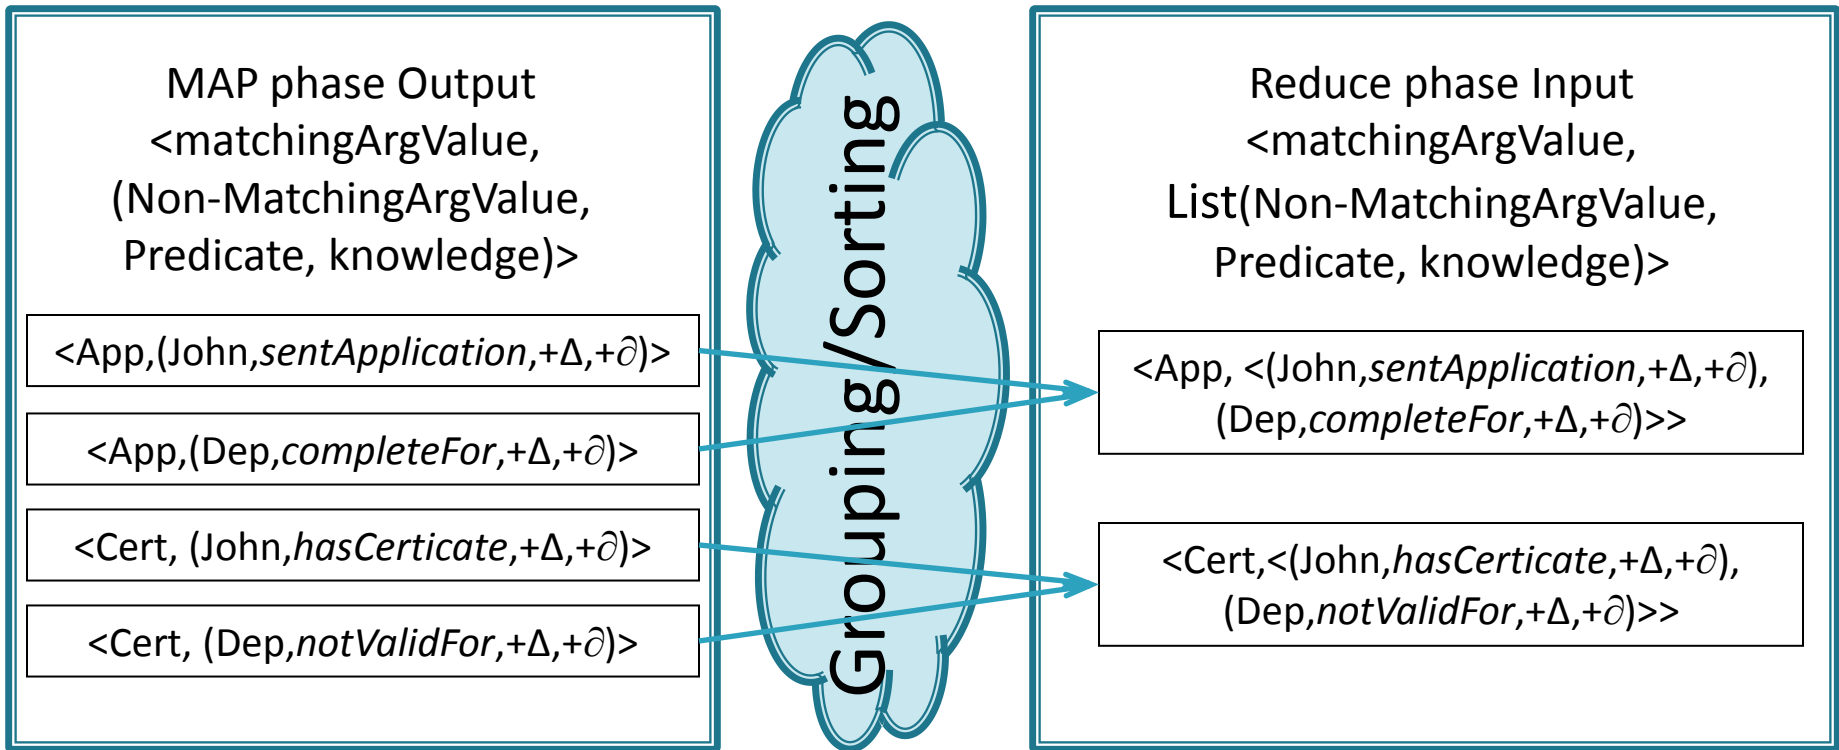 MAP phase Output
<matchingArgValue,
(Non-MatchingArgValue,
Predicate, knowledge)>
<App,(John,sentApplication,+Δ,+∂)>
<App,(Dep,completeFor,+Δ,+∂)>
<Cert, (John,hasCerticate,+Δ,+∂)>
<Cert, (Dep,notValidFor,+Δ,+∂)>
Grouping/Sorting
Reduce phase Input
<matchingArgValue,
List(Non-MatchingArgValue,
Predicate, knowledge)>
<App, <(John,sentApplication,+Δ,+∂),
(Dep,completeFor,+Δ,+∂)>>
<Cert,<(John,hasCerticate,+Δ,+∂),
(Dep,notValidFor,+Δ,+∂)>>